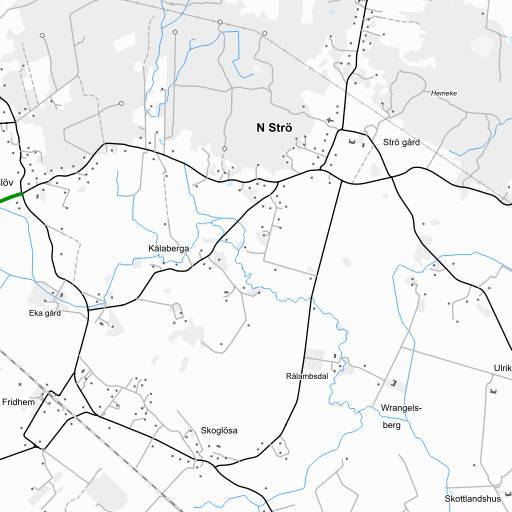 Hemeke
N Strö
Strö gård
löv
Kålaberga
Eka gård
Ulrik
Rålambsdal
Fridhem
Wrangels-
berg
Skoglösa
Skottlandshus